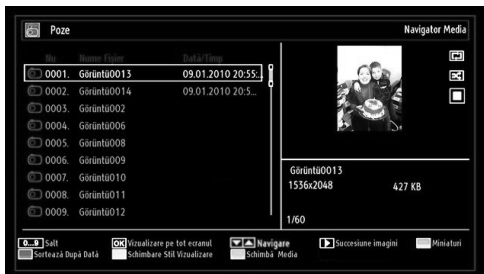 Poze
Navigator Media
Nu Nume Fişier Datã/Timp
0001. Görüntü0013 09.01.2010 20:55:..
0002. Görüntü0014 09.01.2010 20:5...
0003. Görüntü002
0004. Görüntü006
0005. Görüntü008
0006. Görüntü009
0007. Görüntü010
0008. Görüntü011
0009. Görüntü012
Görüntü0013
1536x2048 427 KB
1/60
0...9 Salt OK Vizualizare pe tot ecranul Navigare Succesiune imagini Miniaturi
Sortează După Dată Schimbare Stil Vizualizare Schimbă Media